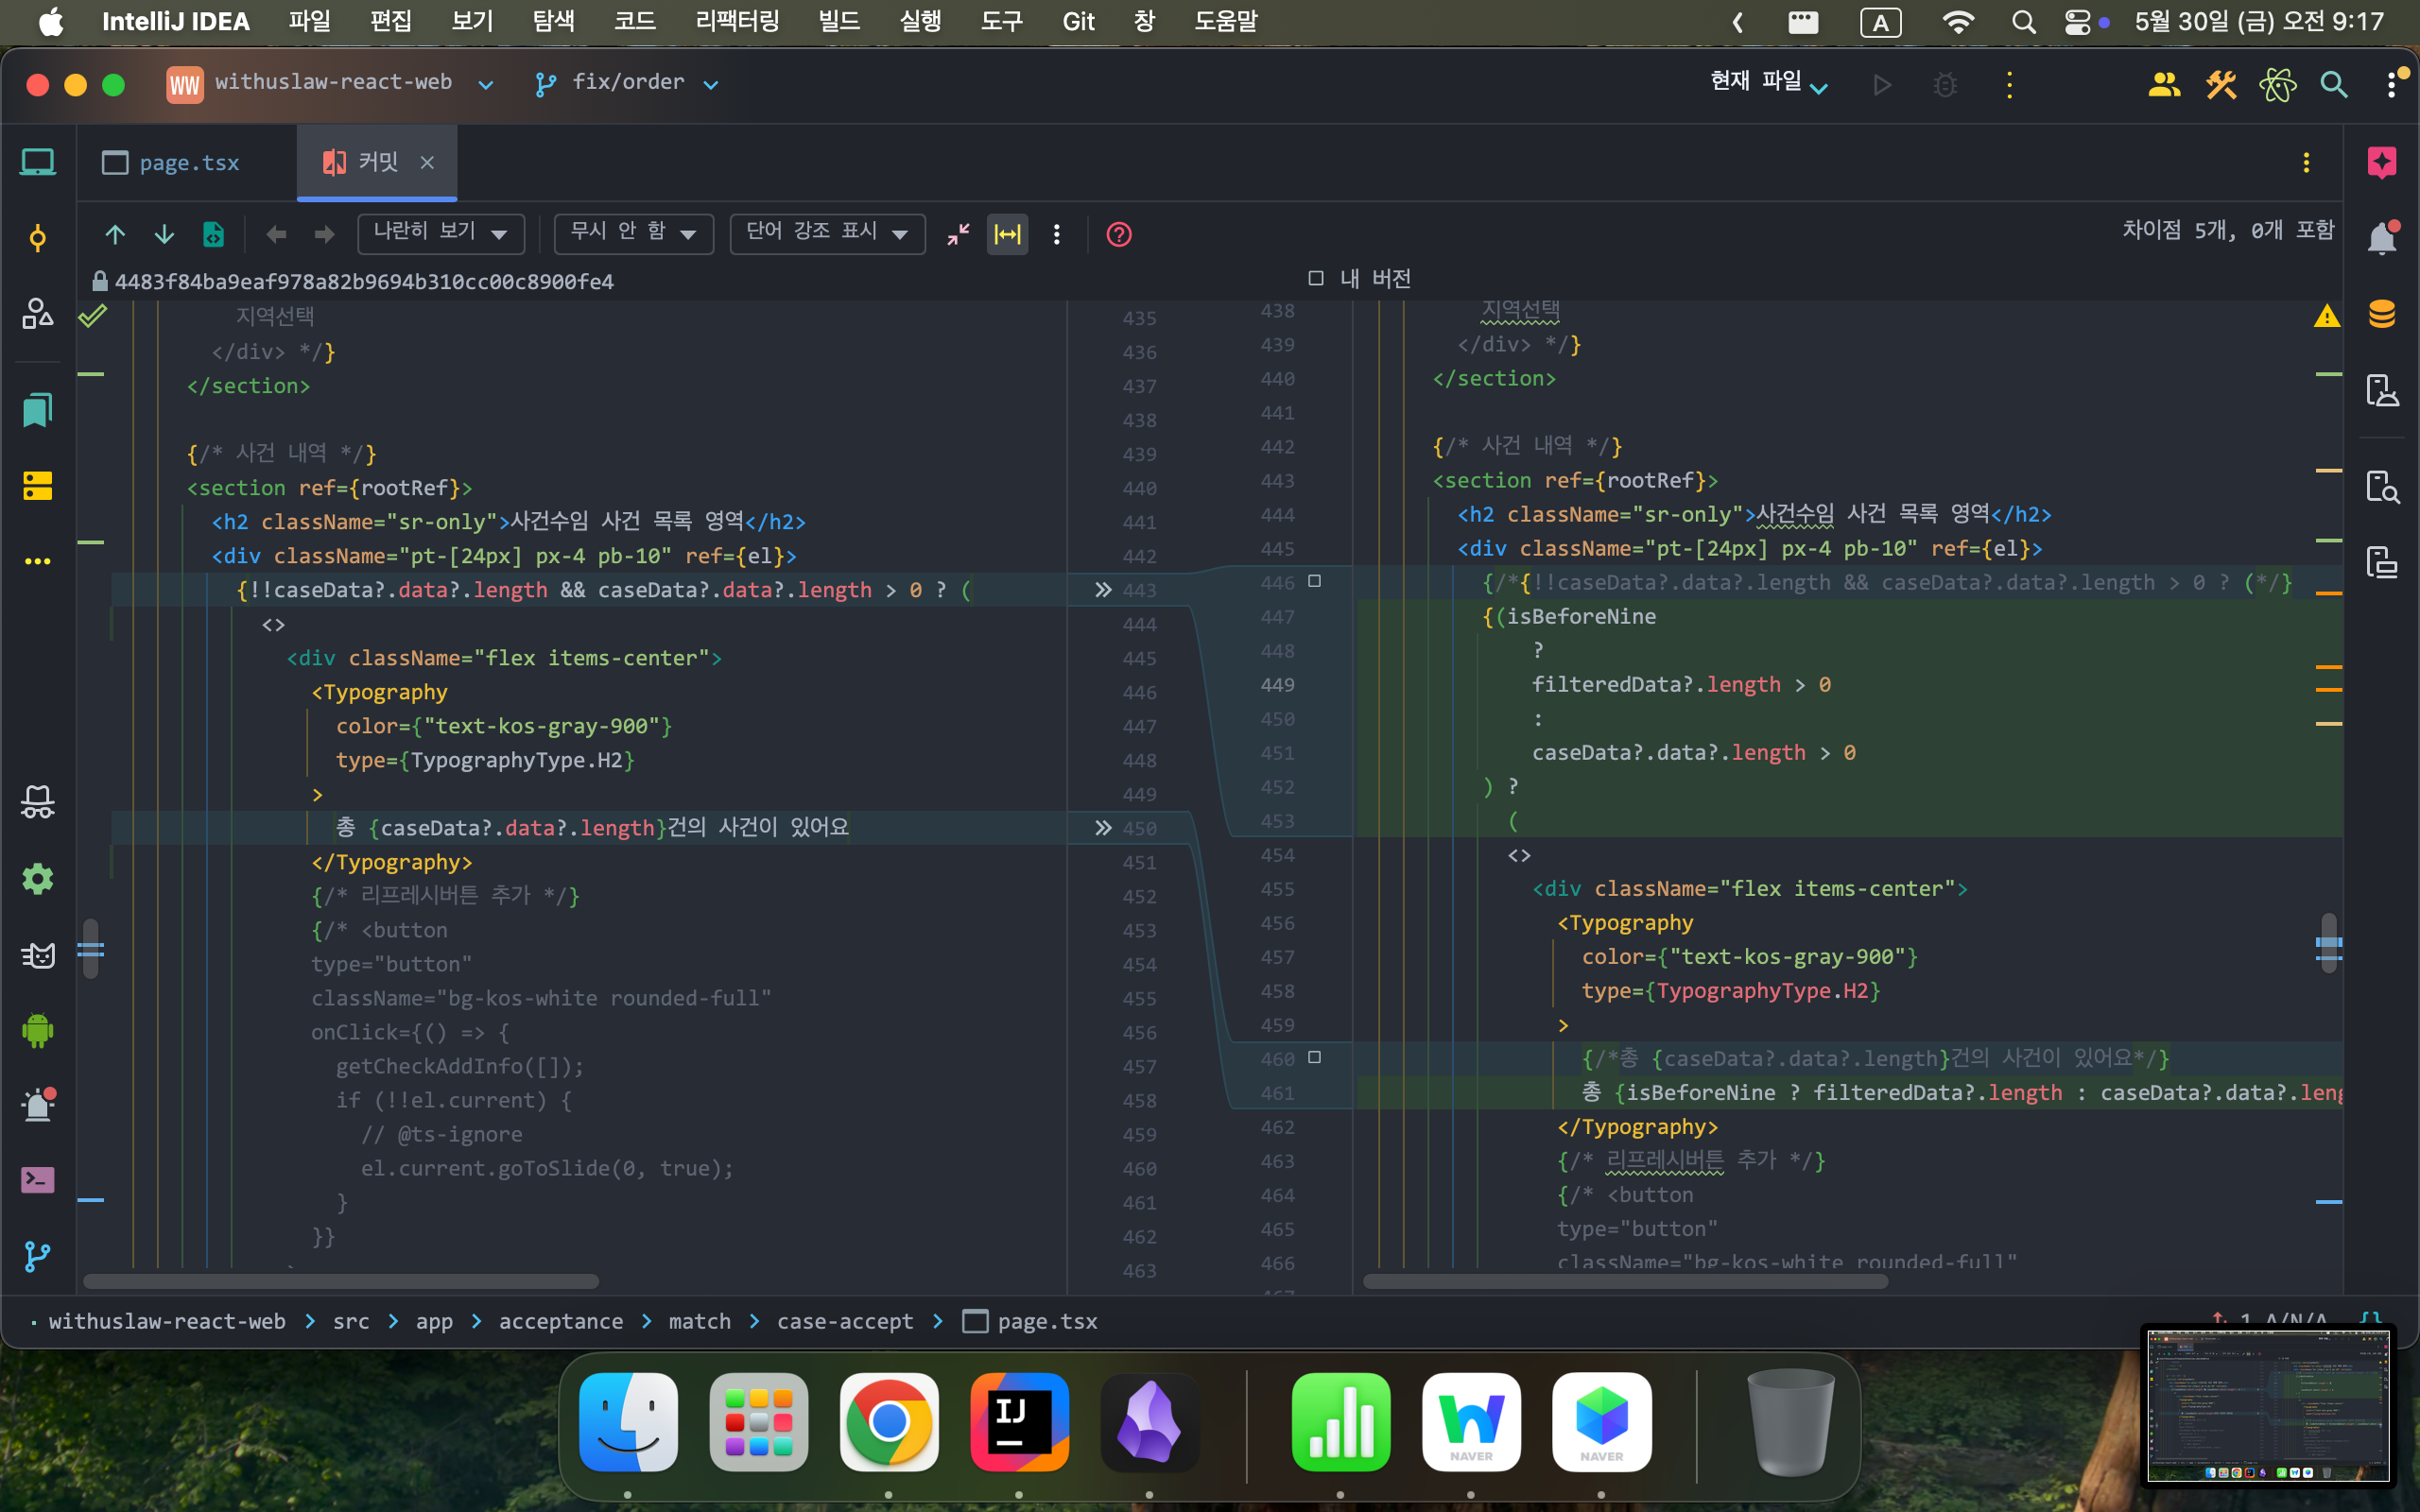 IntelliJ IDEA 파일 편집 보기 탐색 코드 리팩터링 빌드 실행 도구 Git 창 도움말 A 5월 30일 (금) 오전 9:17
WW withuslaw-react-web fix/order 현재 파일
page.tsx 커밋
나란히 보기 무시 안 함 단어 강조 표시 차이점 5개, 0개 포함
4483f84ba9eaf978a82b9694b310cc00c8900fe4 내 버전
지역선택 435
</div> */} 436
</section> 437
438
{/* 사건 내역 */} 439
<section ref={rootRef}> 440
<h2 className="sr-only">사건수임 사건 목록 영역</h2> 441
<div className="pt-[24px] px-4 pb-10" ref={el}> 442
{!!caseData?.data?.length && caseData?.data?.length > 0 ? ( 443
<> 444
<div className="flex items-center"> 445
<Typography 446
color={"text-kos-gray-900"} 447
type={TypographyType.H2} 448
> 449
총 {caseData?.data?.length}건의 사건이 있어요 450
</Typography> 451
{/* 리프레시버튼 추가 */} 452
{/* <button 453
type="button" 454
className="bg-kos-white rounded-full" 455
onClick={() => { 456
getCheckAddInfo([]); 457
if (!!el.current) { 458
// @ts-ignore 459
el.current.goToSlide(0, true); 460
} 461
}} 462
463
438 지역선택
439 </div> */}
440 </section>
441
442 {/* 사건 내역 */}
443 <section ref={rootRef}>
444 <h2 className="sr-only">사건수임 사건 목록 영역</h2>
445 <div className="pt-[24px] px-4 pb-10" ref={el}>
446 {/*{!!caseData?.data?.length && caseData?.data?.length > 0 ? (*/}
447 {(isBeforeNine
448 ?
449 filteredData?.length > 0
450 :
451 caseData?.data?.length > 0
452 ) ?
453 (
454 <>
455 <div className="flex items-center">
456 <Typography
457 color={"text-kos-gray-900"}
458 type={TypographyType.H2}
459 >
460 {/*총 {caseData?.data?.length}건의 사건이 있어요*/}
461 총 {isBeforeNine ? filteredData?.length : caseData?.data?.leng
462 </Typography>
463 {/* 리프레시버튼 추가 */}
464 {/* <button
465 type="button"
466 className="bg-kos-white rounded-full"
withuslaw-react-web > src > app > acceptance > match > case-accept > page.tsx 1 ∆/N/A
IJ
NAVER
NAVER